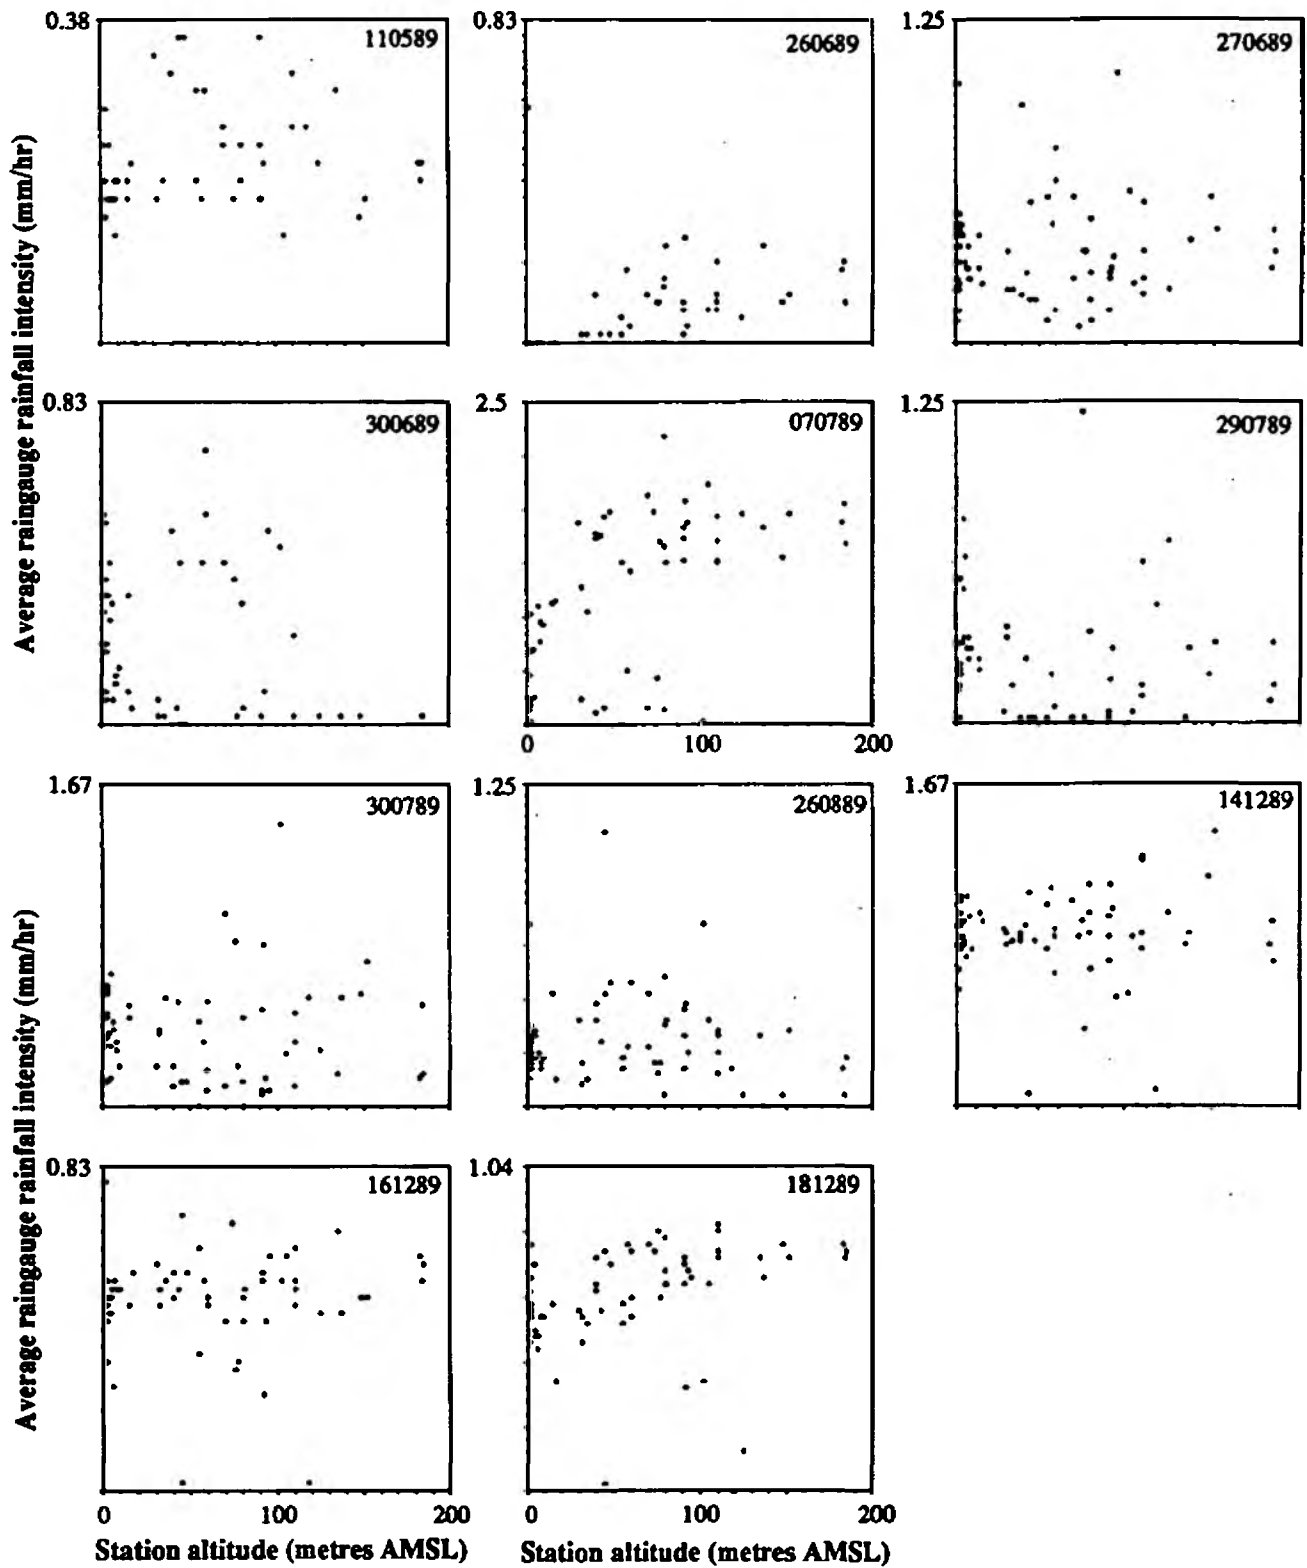 0.38 110589 0.83 260689 1.25 270689
Average raingauge rainfall intensity (mm/hr)
0.83 300689 2.5 070789 1.25 290789
0 100 200
1.67 300789 1.25 260889 1.67 141289
Average raingauge rainfall intensity (mm/hr)
0.83 161289 1.04 181289
0 100 200 0 100 200
Station altitude (metres AMSL) Station altitude (metres AMSL)